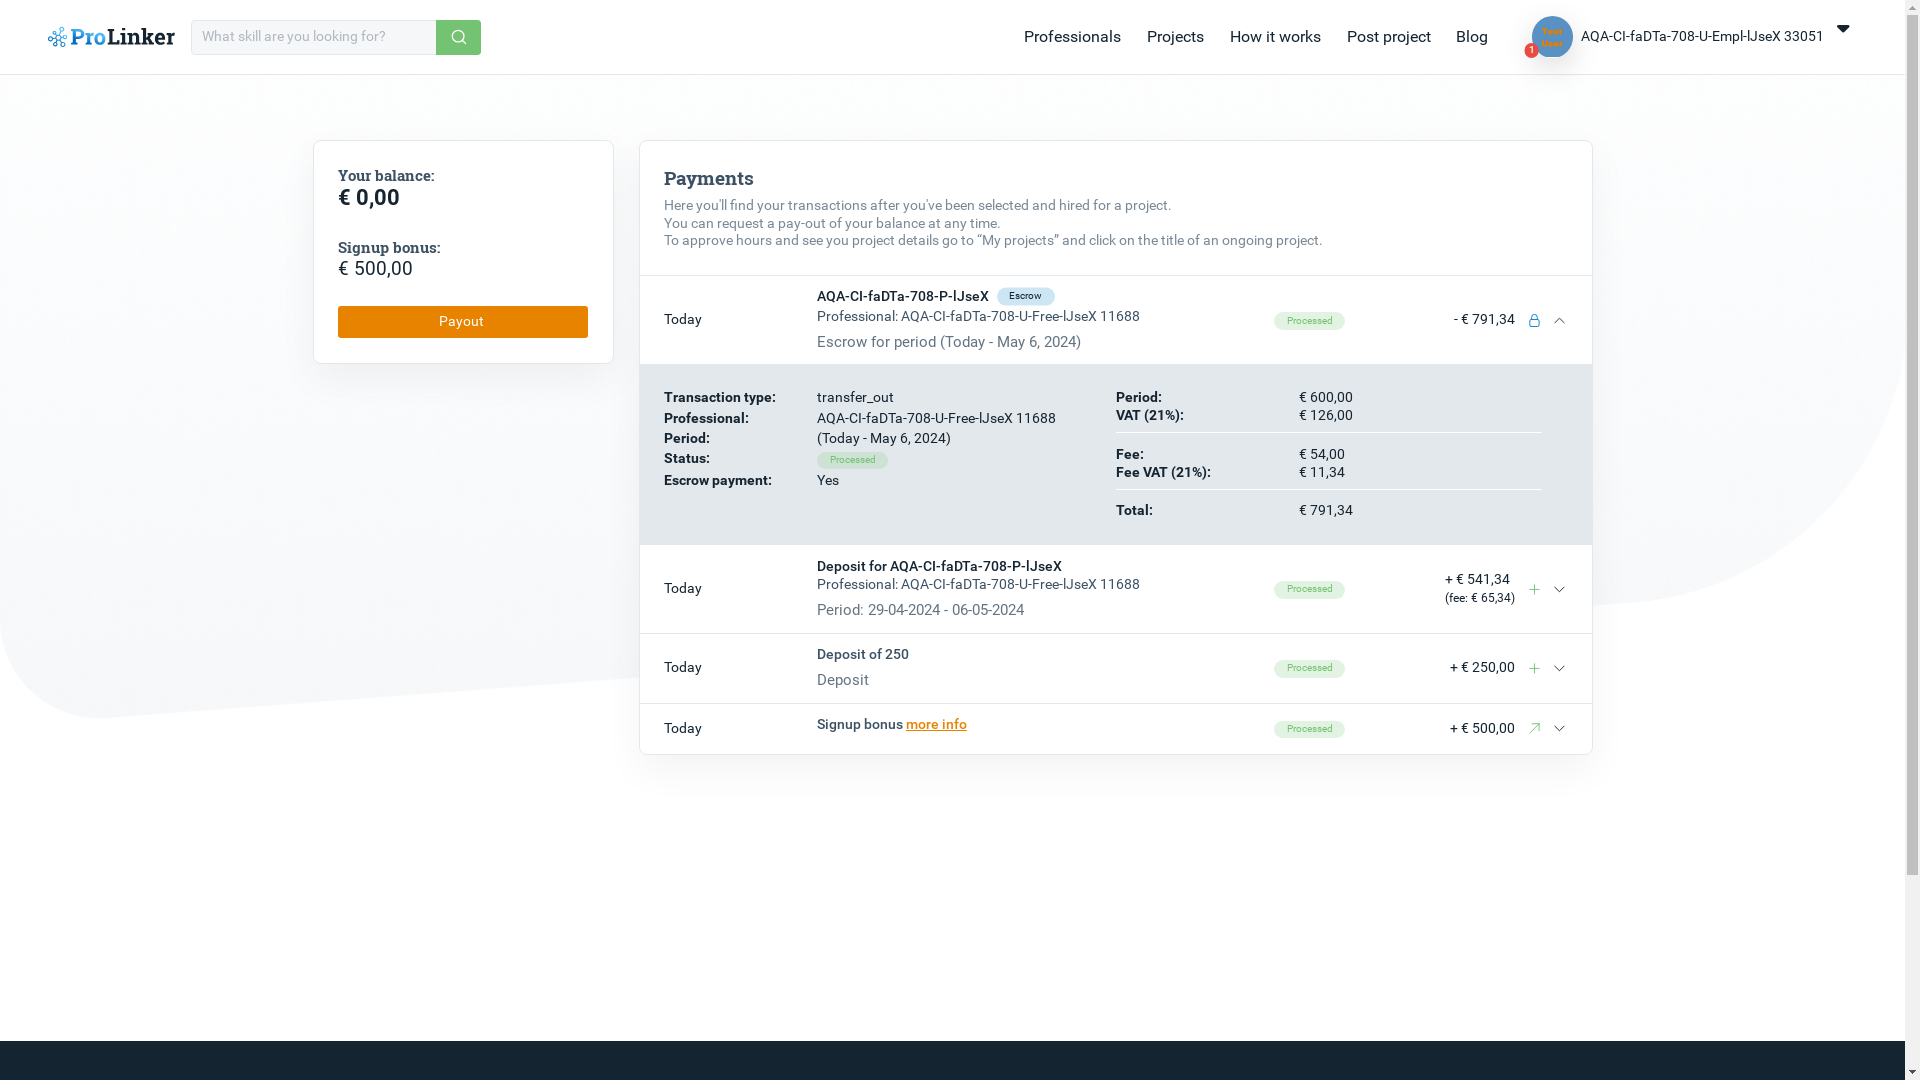 ProLinker
What skill are you looking for?
Professionals
Projects
How it works
Post project
Blog
Test
User
1
AQA-CI-faDTa-708-U-Empl-lJseX 33051
Your balance:
€ 0,00
Signup bonus:
€ 500,00
Payout
Payments
Here you'll find your transactions after you've been selected and hired for a project.
You can request a pay-out of your balance at any time.
To approve hours and see you project details go to “My projects” and click on the title of an ongoing project.
Today
AQA-CI-faDTa-708-P-lJseX Escrow
Professional: AQA-CI-faDTa-708-U-Free-lJseX 11688
Escrow for period (Today - May 6, 2024)
Processed
- € 791,34
Transaction type: transfer_out
Professional: AQA-CI-faDTa-708-U-Free-lJseX 11688
Period: (Today - May 6, 2024)
Status: Processed
Escrow payment: Yes
Period: € 600,00
VAT (21%): € 126,00
Fee: € 54,00
Fee VAT (21%): € 11,34
Total: € 791,34
Today
Deposit for AQA-CI-faDTa-708-P-lJseX
Professional: AQA-CI-faDTa-708-U-Free-lJseX 11688
Period: 29-04-2024 - 06-05-2024
Processed
+ € 541,34
(fee: € 65,34)
Today
Deposit of 250
Deposit
Processed
+ € 250,00
Today
Signup bonus more info
Processed
+ € 500,00